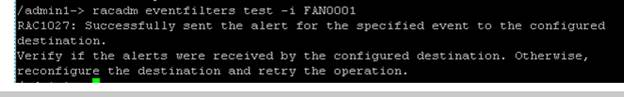 /admin1-> racadm eventfilters test -i FAN0001
RAC1027: Successfully sent the alert for the specified event to the configured
destination.
Verify if the alerts were received by the configured destination. Otherwise,
reconfigure the destination and retry the operation.